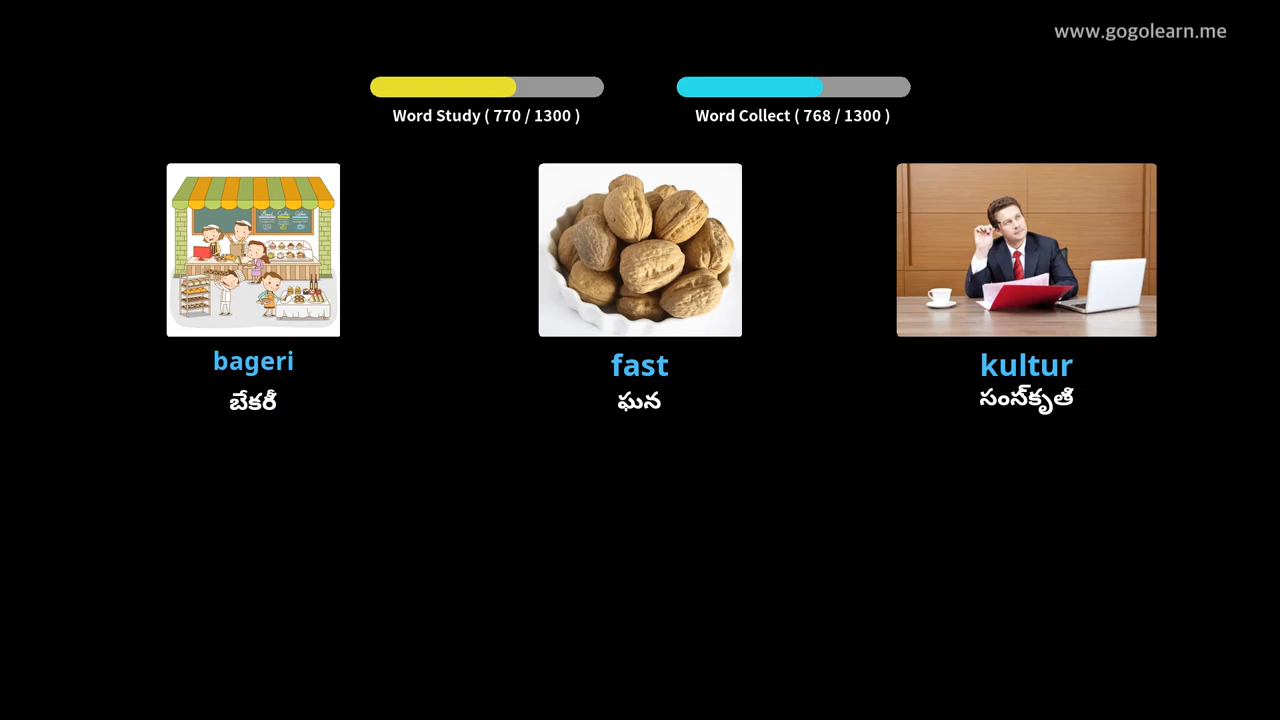 www.gogolearn.me
Word Study ( 770 / 1300 )
Word Collect ( 768 / 1300 )
bageri
fast
kultur
బేకరీ
ఘన
సంస్కృతి